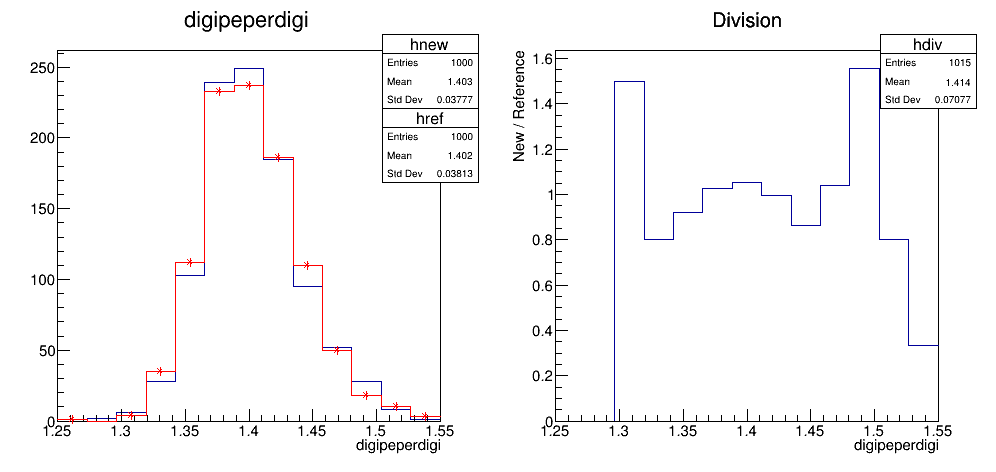 digipeperdigi
hnew
Entries 1000
Mean 1.403
Std Dev 0.03777
href
Entries 1000
Mean 1.402
Std Dev 0.03813
250
200
150
100
50
0
1.25 1.3 1.35 1.4 1.45 1.5 1.55
digipeperdigi
Division
hdiv
Entries 1015
Mean 1.414
Std Dev 0.07077
New / Reference
1.6
1.4
1.2
1
0.8
0.6
0.4
0.2
0
1.25 1.3 1.35 1.4 1.45 1.5 1.55
digipeperdigi